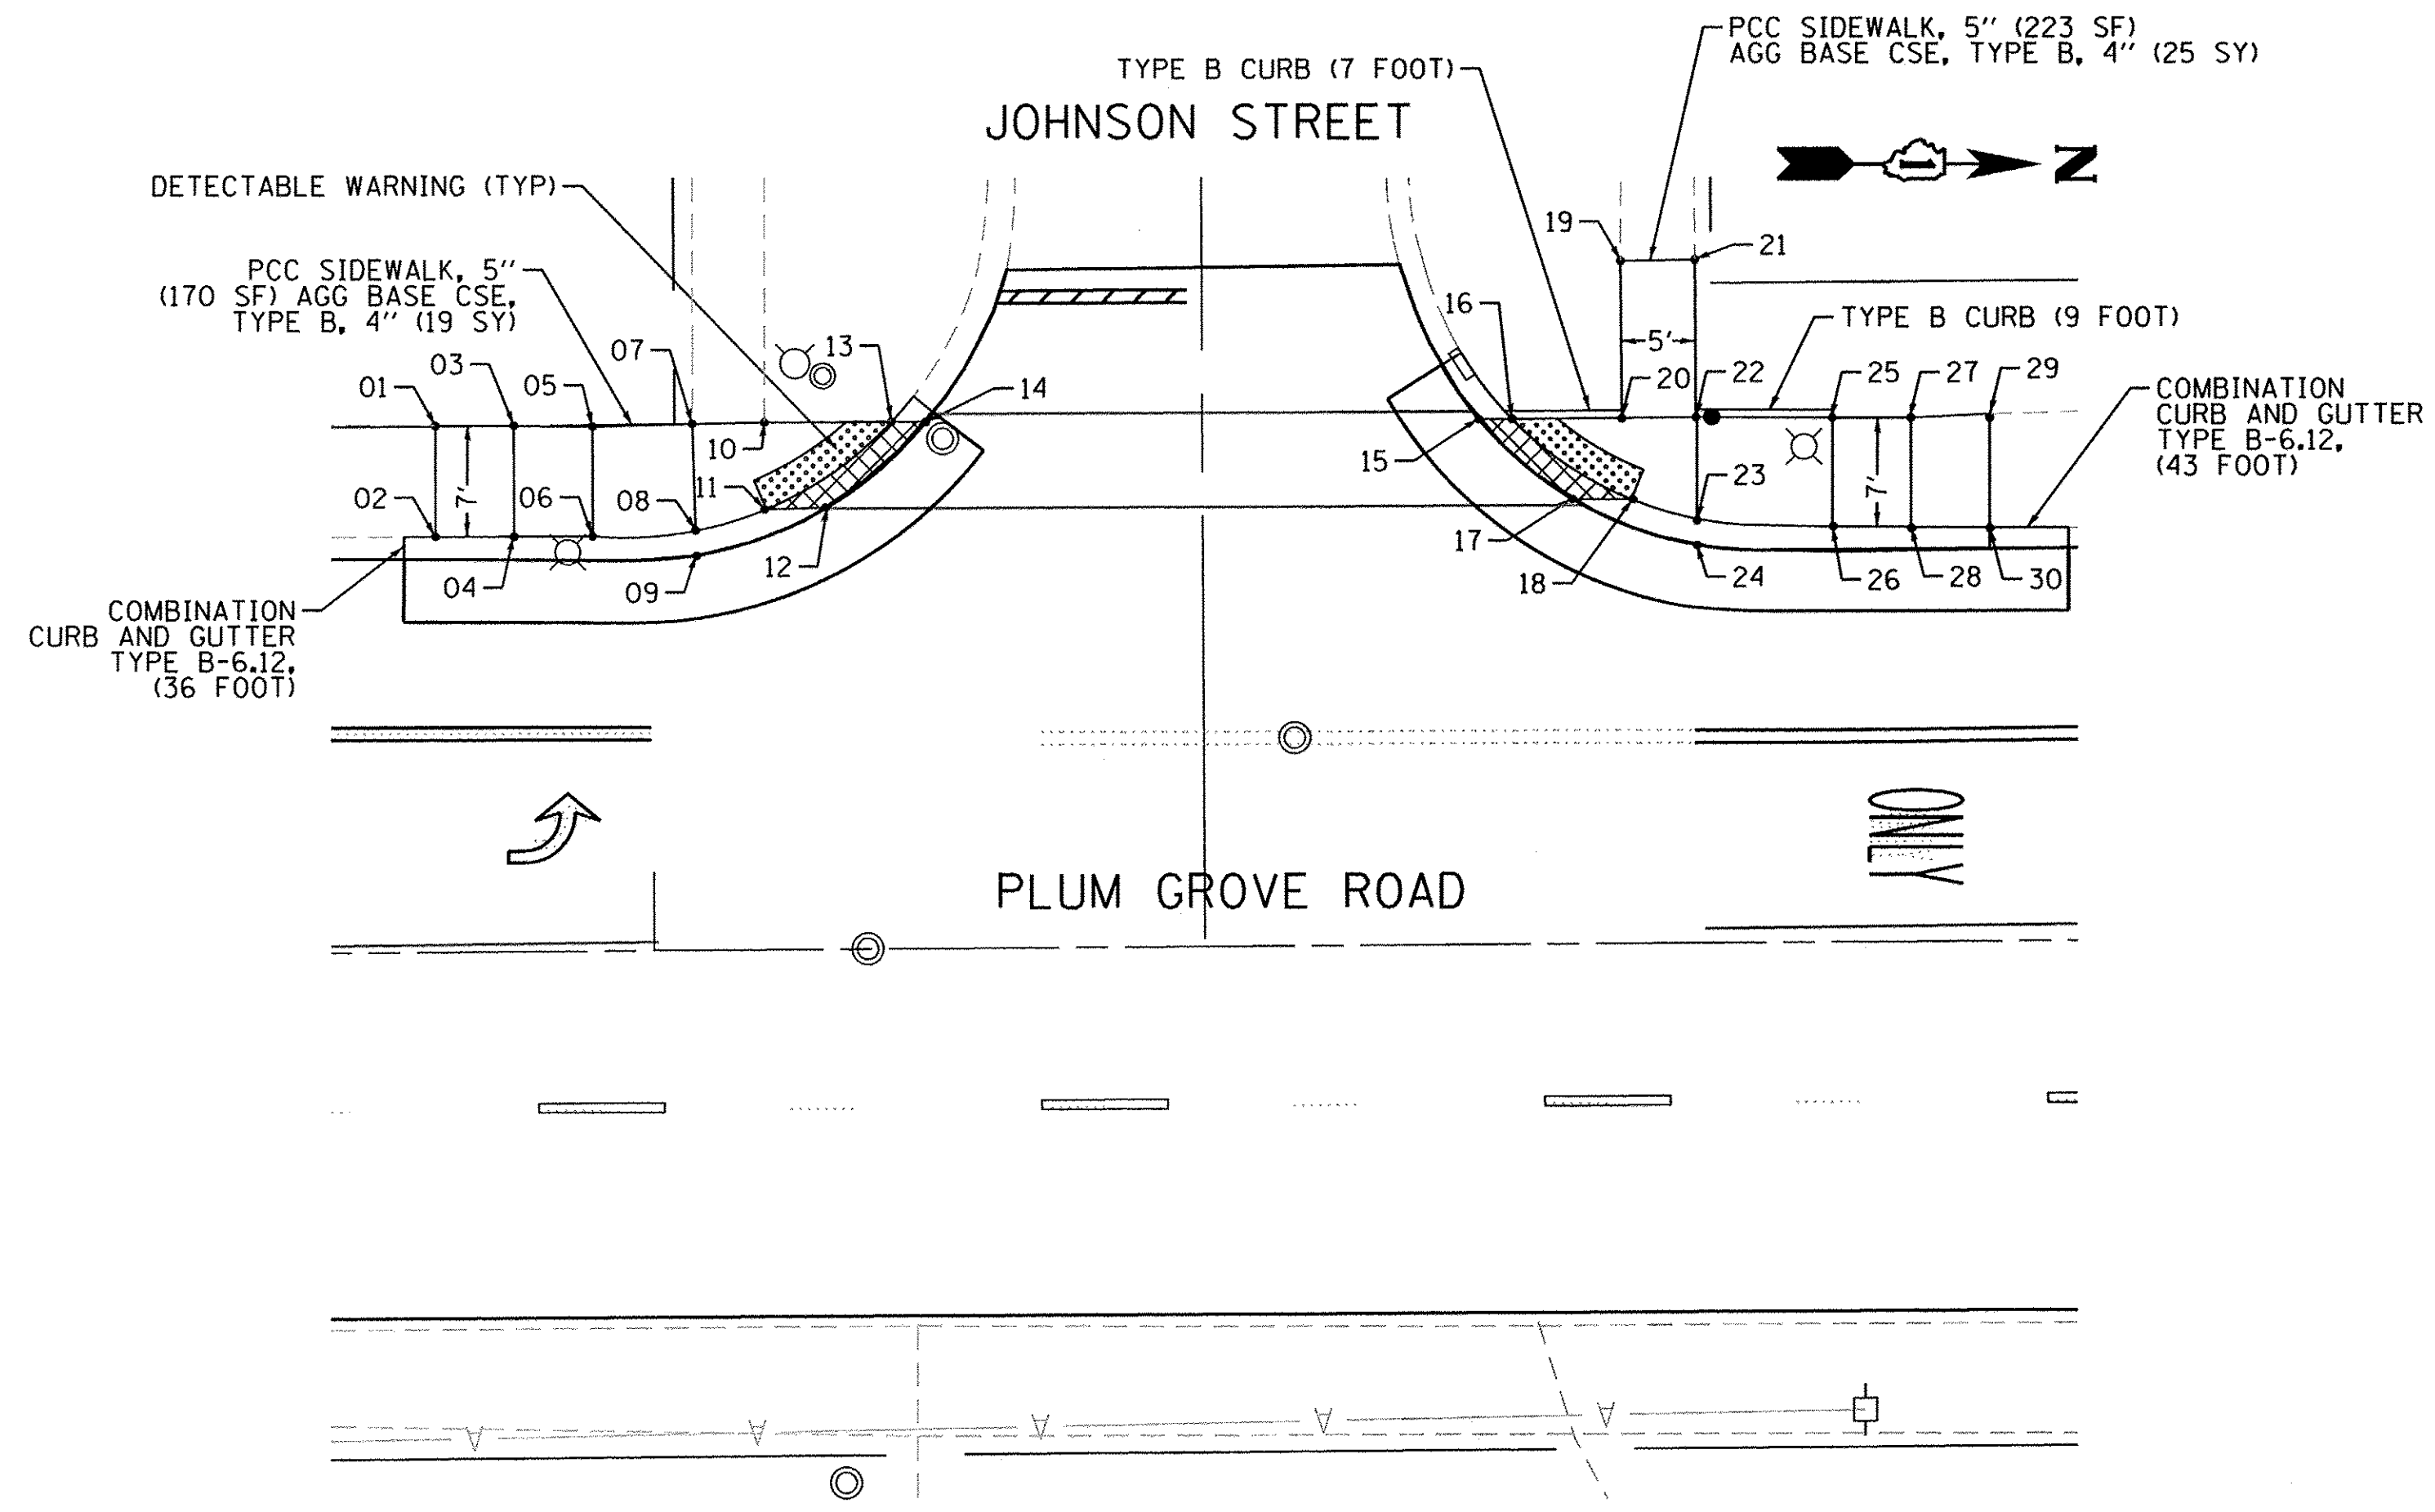 PCC SIDEWALK, 5" (223 SF)
AGG BASE CSE, TYPE B, 4" (25 SY)
TYPE B CURB (7 FOOT)
JOHNSON STREET
N
DETECTABLE WARNING (TYP)
PCC SIDEWALK, 5"
(170 SF) AGG BASE CSE,
TYPE B, 4" (19 SY)
19
21
16
TYPE B CURB (9 FOOT)
13
07
03
05
01
5'
14
20
22
25
27
29
COMBINATION
CURB AND GUTTER
TYPE B-6.12,
(43 FOOT)
10
15
02
7'
06
08
11
7'
23
17
12
04
09
18
24
26
28
30
COMBINATION
CURB AND GUTTER
TYPE B-6.12,
(36 FOOT)
ONLY
PLUM GROVE ROAD
A
A
A
A
A